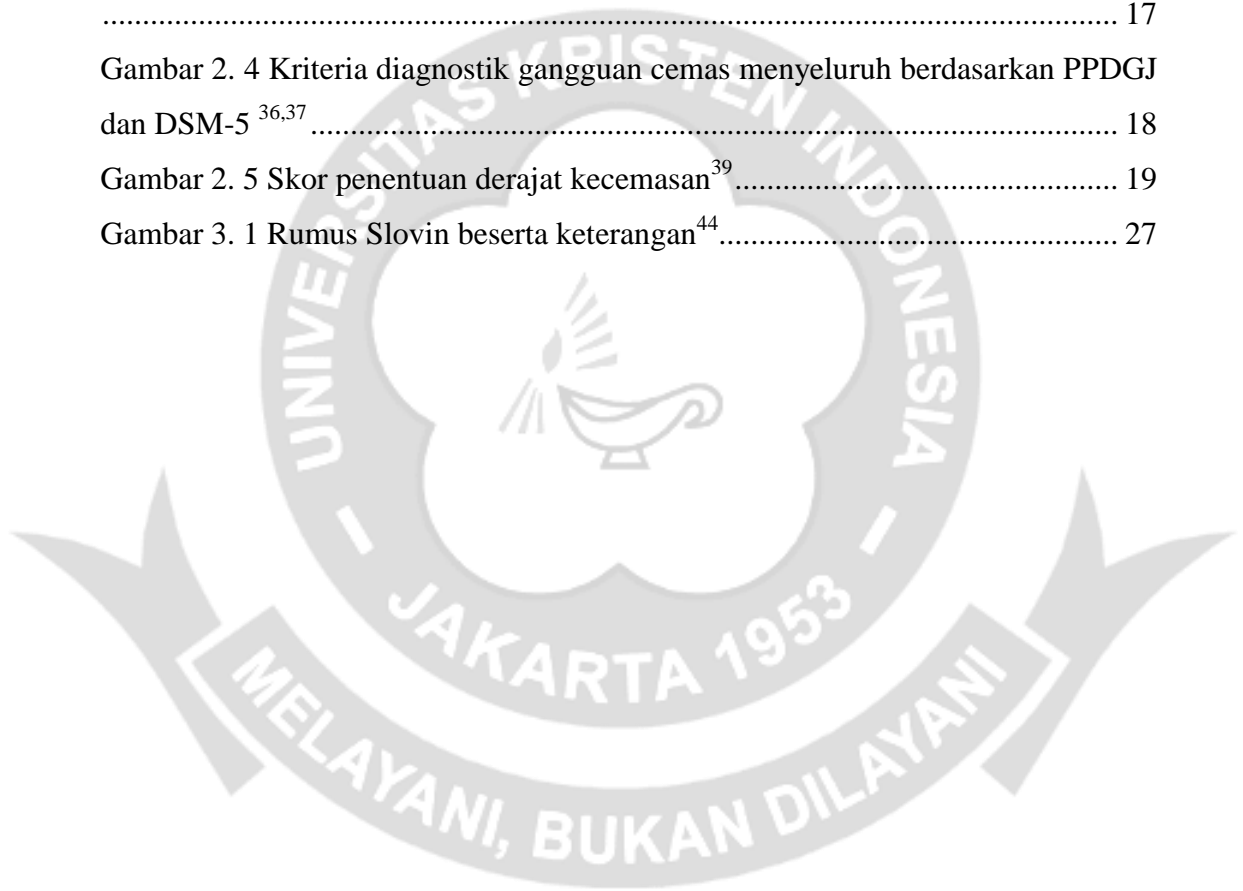 ........................................................................................................................... 17
Gambar 2. 4 Kriteria diagnostik gangguan cemas menyeluruh berdasarkan PPDGJ
dan DSM-5 36,37 .................................................................................................. 18
Gambar 2. 5 Skor penentuan derajat kecemasan39............................................... 19
Gambar 3. 1 Rumus Slovin beserta keterangan44................................................. 27
UNIVERSITAS KRISTEN INDONESIA
- JAKARTA 1953 -
MELAYANI, BUKAN DILAYANI